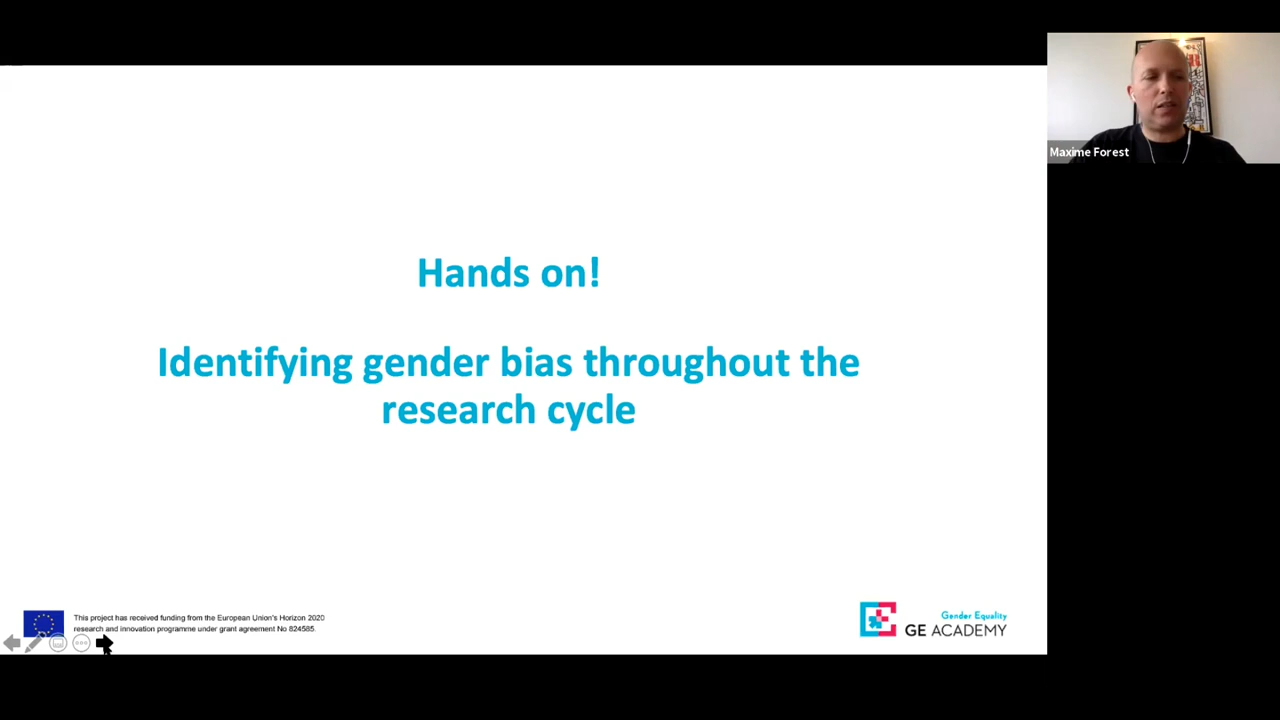 Hands on!
Identifying gender bias throughout the
research cycle
Maxime Forest
This project has received funding from the European Union's Horizon 2020
research and innovation programme under grant agreement No 824585.
Gender Equality
GE ACADEMY